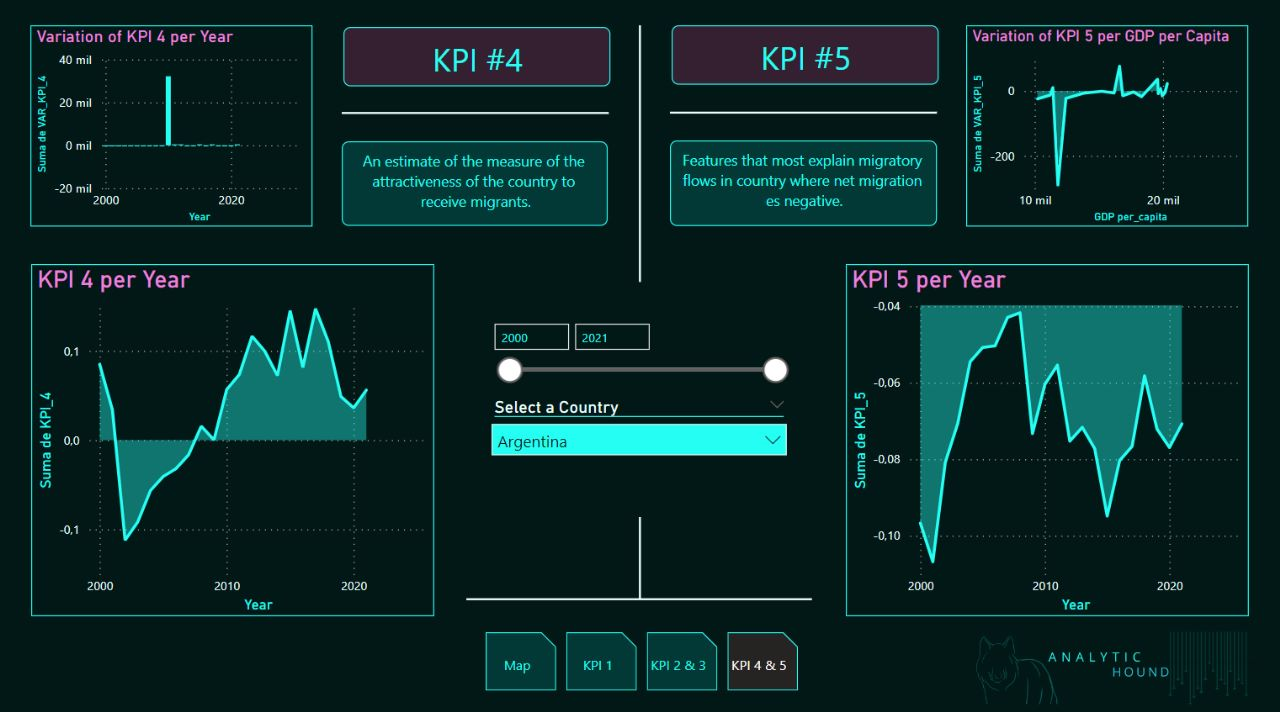 Variation of KPI 4 per Year
40 mil
20 mil
0 mil
-20 mil
Suma de VAR_KPI_4
2000
2020
Year
KPI #4
An estimate of the measure of the
attractiveness of the country to
receive migrants.
KPI #5
Features that most explain migratory
flows in country where net migration
es negative.
Variation of KPI 5 per GDP per Capita
0
-200
Suma de VAR_KPI_5
10 mil
20 mil
GDP per_capita
KPI 4 per Year
0,1
0,0
-0,1
Suma de KPI_4
2000
2010
2020
Year
2000
2021
Select a Country
Argentina
KPI 5 per Year
-0,04
-0,06
-0,08
-0,10
Suma de KPI_5
2000
2010
2020
Year
Map
KPI 1
KPI 2 & 3
KPI 4 & 5
ANALYTIC
HOUND